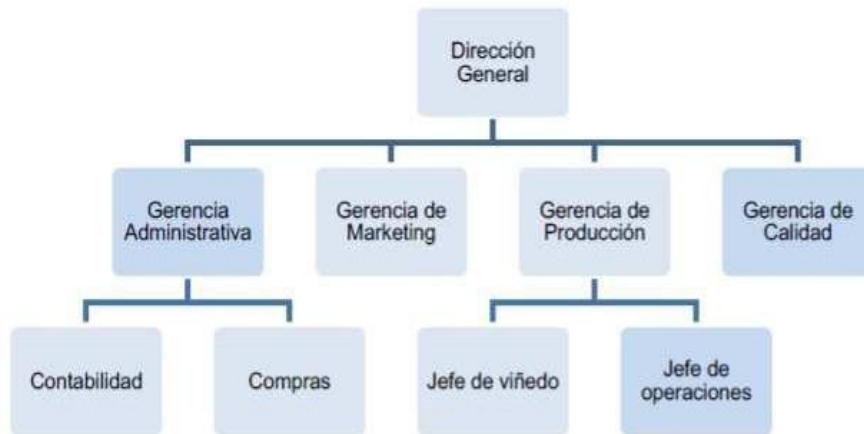 Dirección
General
Gerencia
Administrativa
Gerencia de
Marketing
Gerencia de
Producción
Gerencia de
Calidad
Contabilidad
Compras
Jefe de viñedo
Jefe de
operaciones